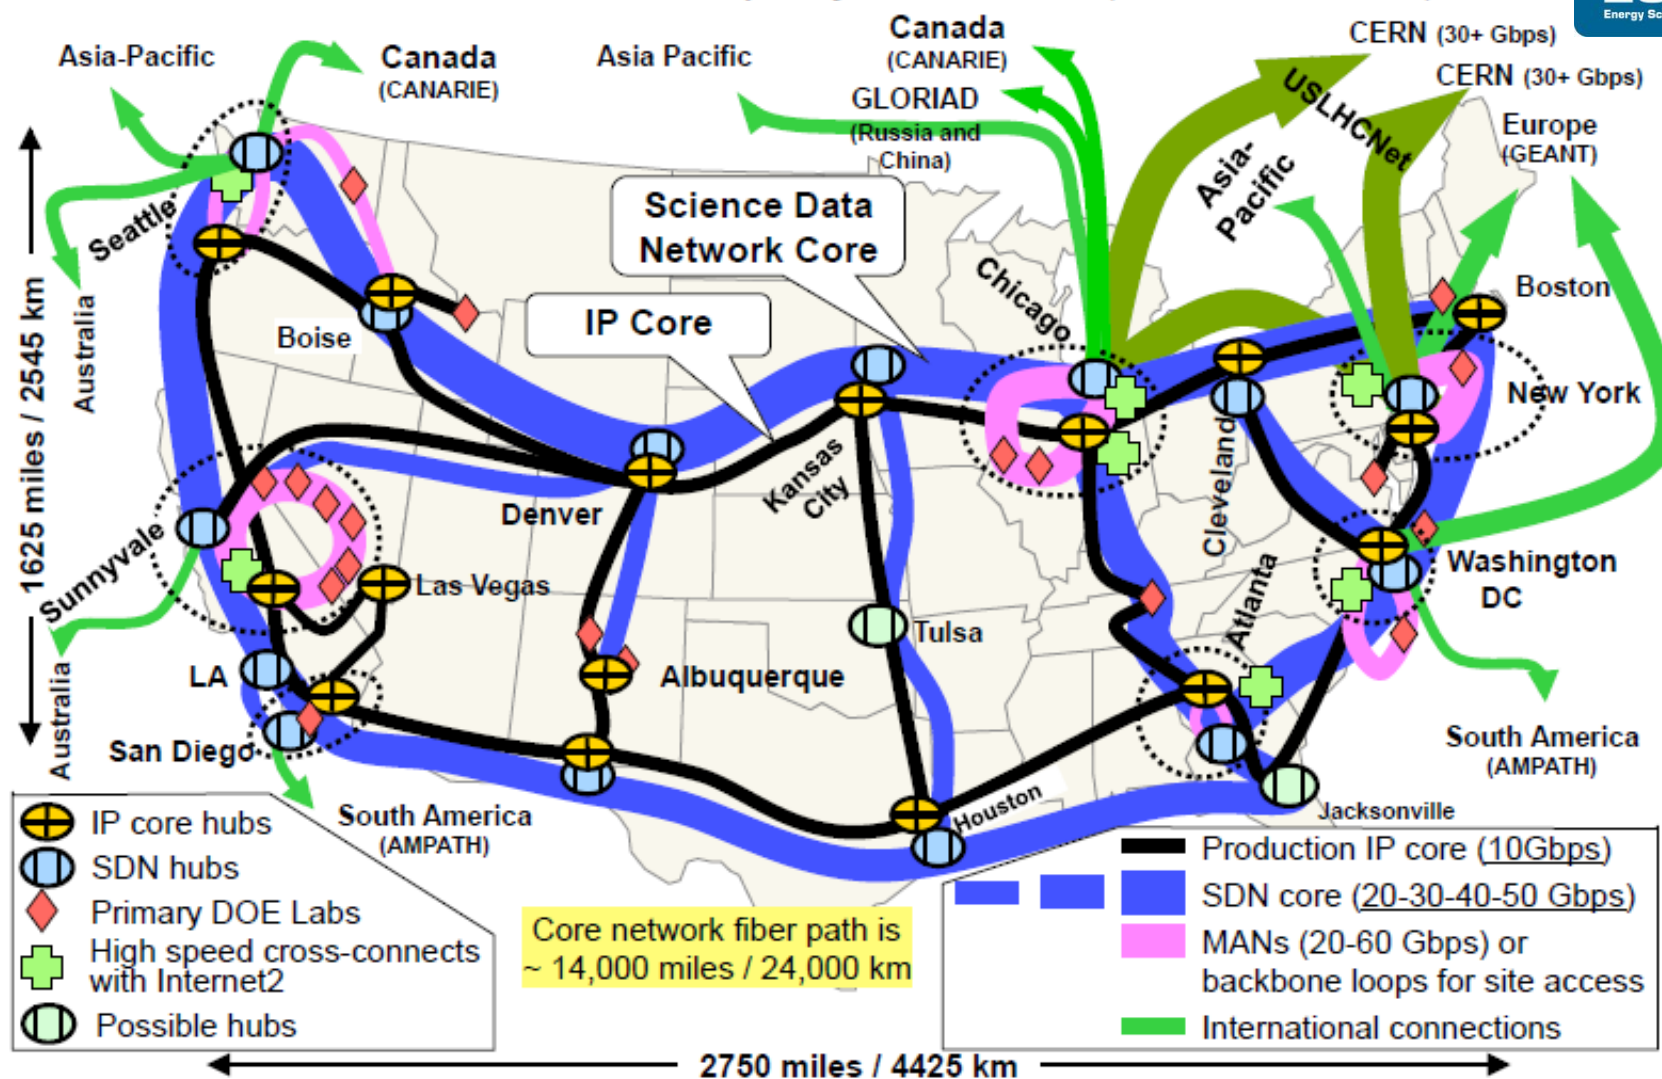 Energy Sc
Asia-Pacific
Canada
(CANARIE)
Asia Pacific
Canada
(CANARIE)
GLORIAD
(Russia and
China)
CERN (30+ Gbps)
CERN (30+ Gbps)
USLHCNet
Asia-
Pacific
Europe
(GEANT)
Science Data
Network Core
IP Core
Seattle
Boise
Chicago
Boston
New York
Australia
1625 miles / 2545 km
Denver
Kansas
City
Cleveland
Sunnyvale
Las Vegas
Tulsa
Atlanta
Washington
DC
LA
Albuquerque
Australia
San Diego
South America
(AMPATH)
South America
(AMPATH)
Houston
Jacksonville
IP core hubs
SDN hubs
Primary DOE Labs
High speed cross-connects
with Internet2
Possible hubs
Core network fiber path is
~ 14,000 miles / 24,000 km
Production IP core (10Gbps)
SDN core (20-30-40-50 Gbps)
MANs (20-60 Gbps) or
backbone loops for site access
International connections
2750 miles / 4425 km